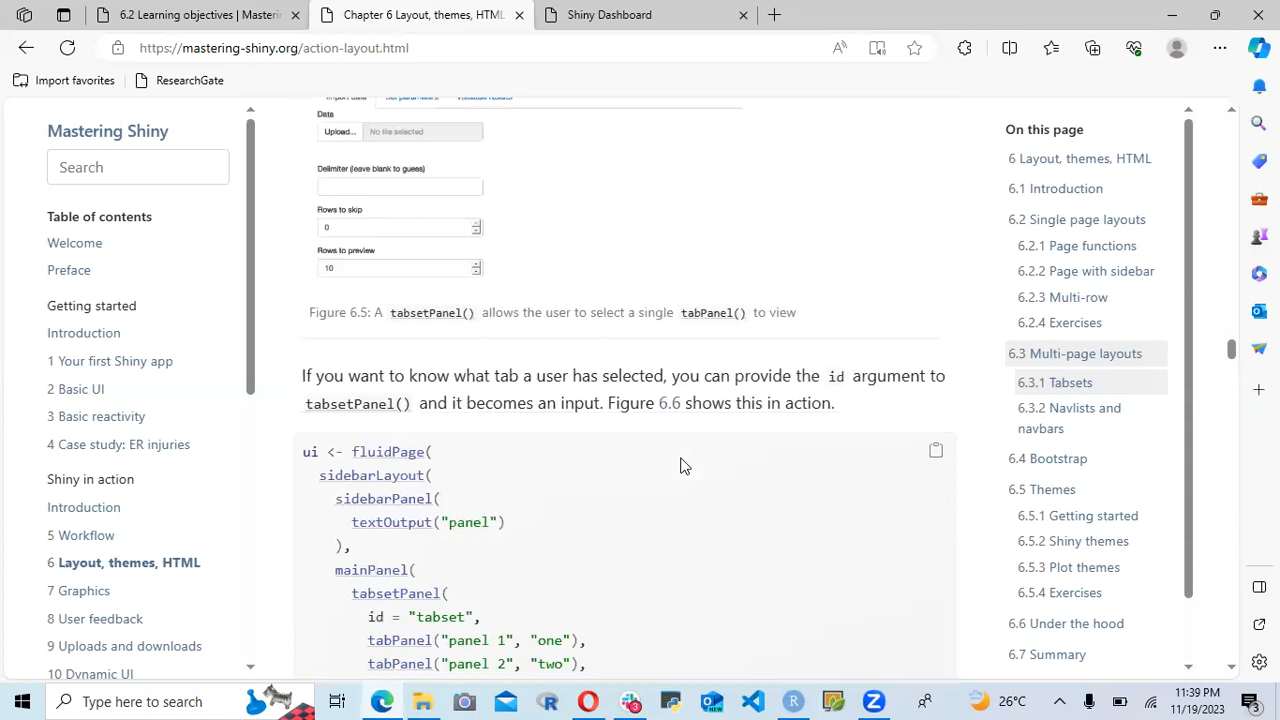 6.2 Learning objectives
Chapter 6 Layout, themes, HTML
Shiny - Tabsets
https://mastering-shiny.org/action-layout.html
Import favorites
ResearchGate
Mastering Shiny
Search
Table of contents
Welcome
Preface
Getting started
Introduction
1 Your first Shiny app
2 Basic UI
3 Basic reactivity
4 Case study: ER injuries
Shiny in action
Introduction
5 Workflow
6 Layout, themes, HTML
7 Graphics
8 User feedback
9 Uploads and downloads
10 Dynamic UI
Import data
Set parameters
Visualise results
Data
Upload... No file selected
Delimiter (leave blank to guess)
Rows to skip
0
Rows to preview
10
Figure 6.5: A tabsetPanel() allows the user to select a single tabPanel() to view
If you want to know what tab a user has selected, you can provide the id argument to
tabsetPanel() and it becomes an input. Figure 6.6 shows this in action.
ui <- fluidPage(
sidebarLayout(
sidebarPanel(
textOutput("panel")
),
mainPanel(
tabsetPanel(
id = "tabset",
tabPanel("panel 1", "one"),
tabPanel("panel 2", "two"),
On this page
6 Layout, themes, HTML
6.1 Introduction
6.2 Single page layouts
6.2.1 Page functions
6.2.2 Page with sidebar
6.2.3 Multi-row
6.2.4 Exercises
6.3 Multi-page layouts
6.3.1 Tabsets
6.3.2 Navlists and
navbars
6.4 Bootstrap
6.5 Themes
6.5.1 Getting started
6.5.2 Shiny themes
6.5.3 Plot themes
6.5.4 Exercises
6.6 Under the hood
6.7 Summary
Type here to search
26°C
11:39 PM
11/19/2023